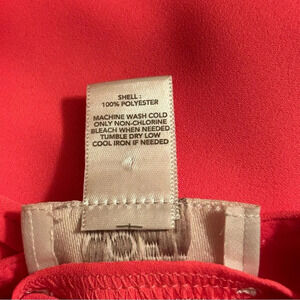 SHELL :
100% POLYESTER
MACHINE WASH COLD
ONLY NON-CHLORINE
BLEACH WHEN NEEDED
TUMBLE DRY LOW
COOL IRON IF NEEDED